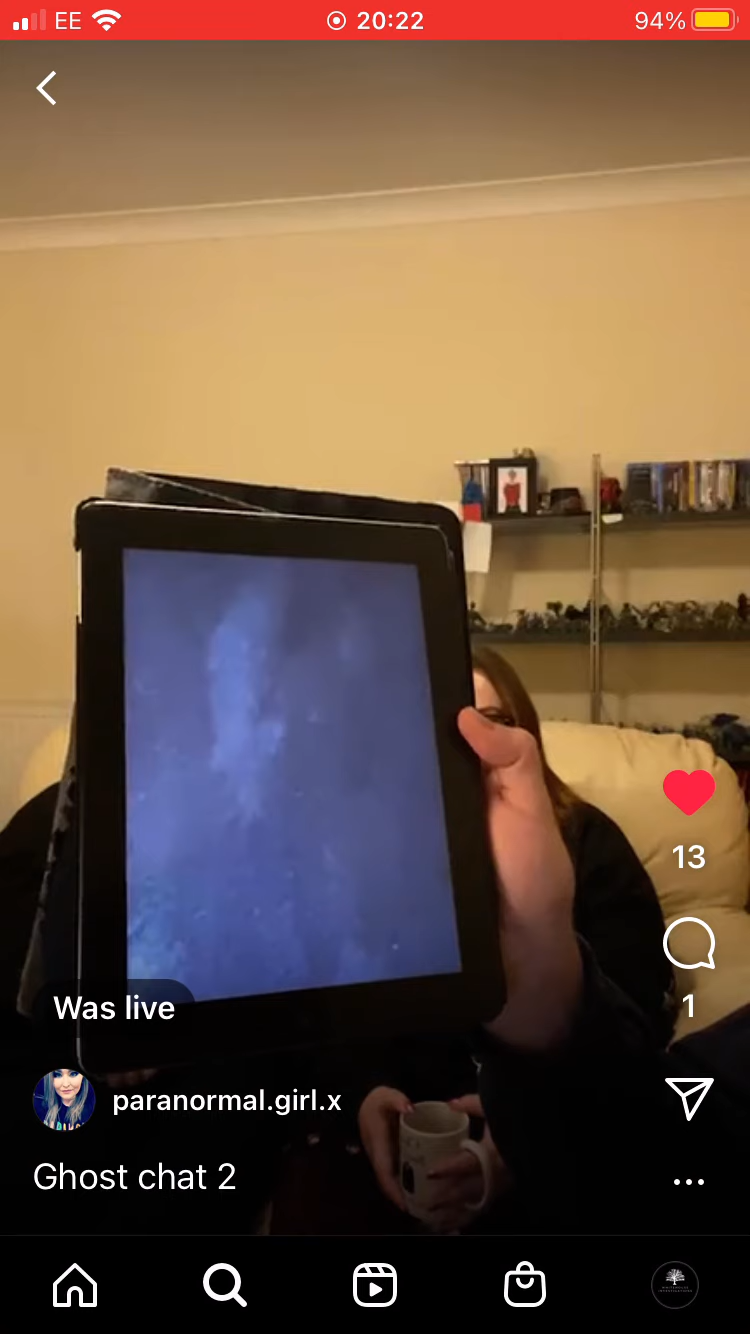 EE 20:22 94%
Was live
paranormal.girl.x
Ghost chat 2
13
1